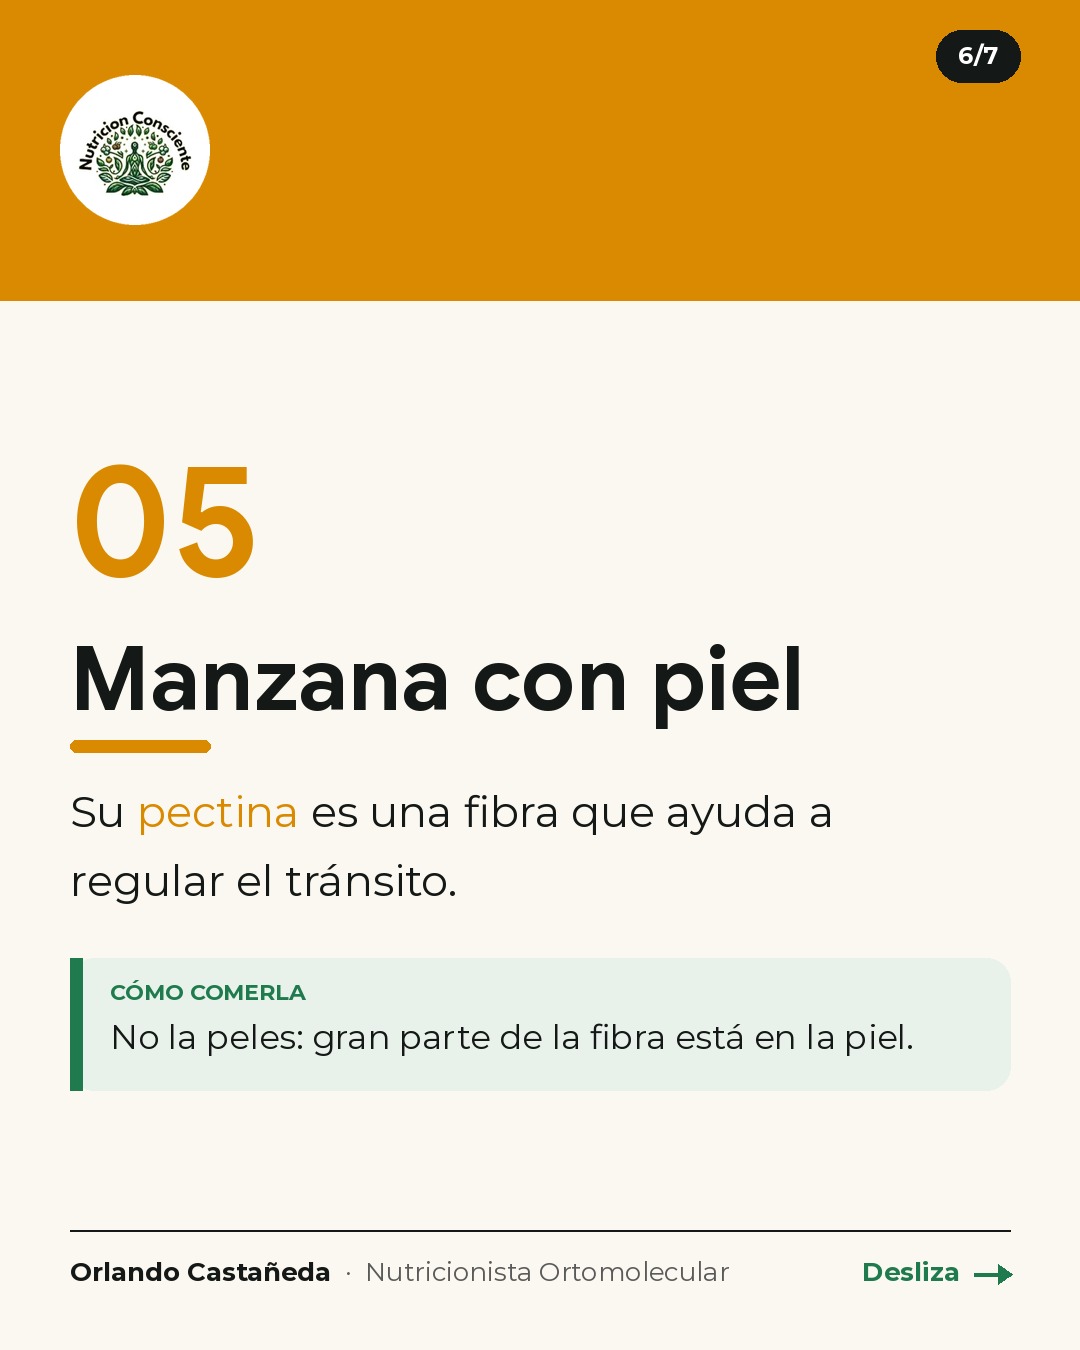 6/7
Nutricion Consciente
05
Manzana con piel
Su pectina es una fibra que ayuda a
regular el tránsito.
CÓMO COMERLA
No la peles: gran parte de la fibra está en la piel.
Orlando Castañeda · Nutricionista Ortomolecular
Desliza